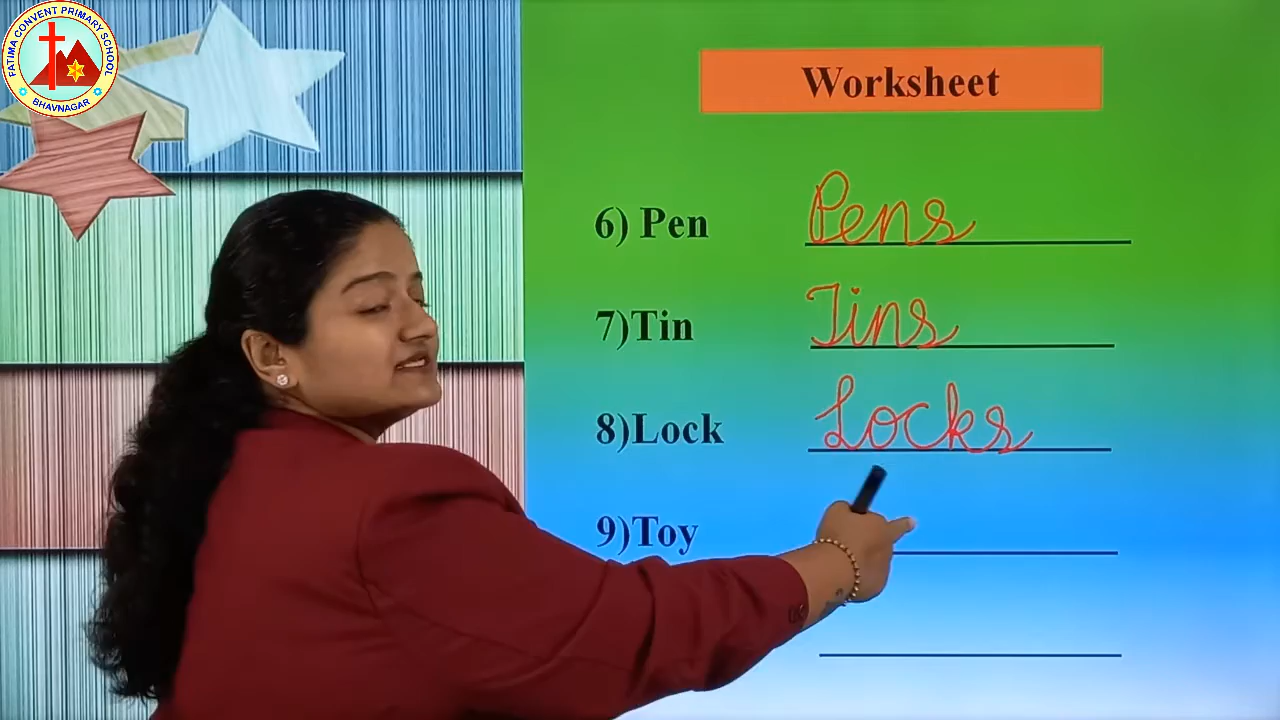 FATIMA CONVENT PRIMARY SCHOOL
BHAVNAGAR
Worksheet
6) Pen Pens
7)Tin Tins
8)Lock Locks
9)Toy